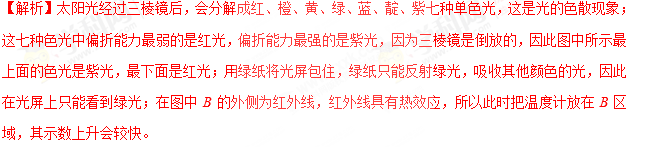 【解析】太阳光经过三棱镜后，会分解成红、橙、黄、绿、蓝、靛、紫七种单色光，这是光的色散现象；
这七种色光中偏折能力最弱的是红光，偏折能力最强的是紫光，因为三棱镜是倒放的，因此图中所示最
上面的色光是紫光，最下面是红光；用绿纸将光屏包住，绿纸只能反射绿光，吸收其他颜色的光，因此
在光屏上只能看到绿光；在图中 B 的外侧为红外线，红外线具有热效应，所以此时把温度计放在 B 区
域，其示数上升会较快。